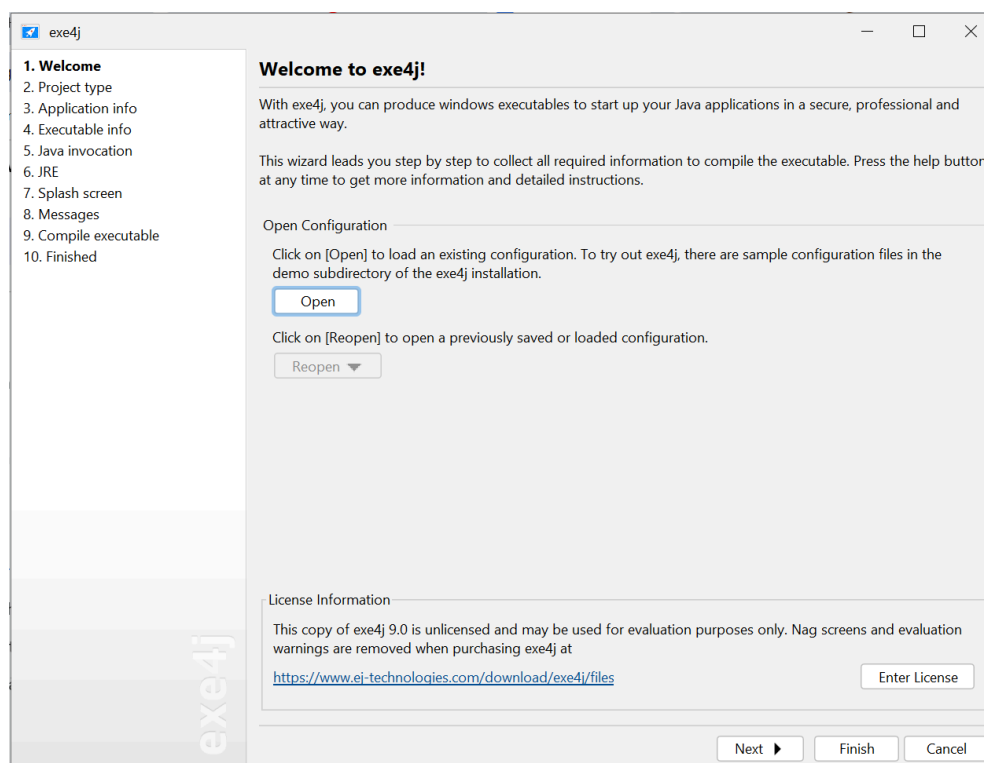 exe4j
1. Welcome
2. Project type
3. Application info
4. Executable info
5. Java invocation
6. JRE
7. Splash screen
8. Messages
9. Compile executable
10. Finished
exe4j
Welcome to exe4j!
With exe4j, you can produce windows executables to start up your Java applications in a secure, professional and
attractive way.
This wizard leads you step by step to collect all required information to compile the executable. Press the help button
at any time to get more information and detailed instructions.
Open Configuration
Click on [Open] to load an existing configuration. To try out exe4j, there are sample configuration files in the
demo subdirectory of the exe4j installation.
Open
Click on [Reopen] to open a previously saved or loaded configuration.
Reopen
License Information
This copy of exe4j 9.0 is unlicensed and may be used for evaluation purposes only. Nag screens and evaluation
warnings are removed when purchasing exe4j at
https://www.ej-technologies.com/download/exe4j/files
Enter License
Next
Finish
Cancel